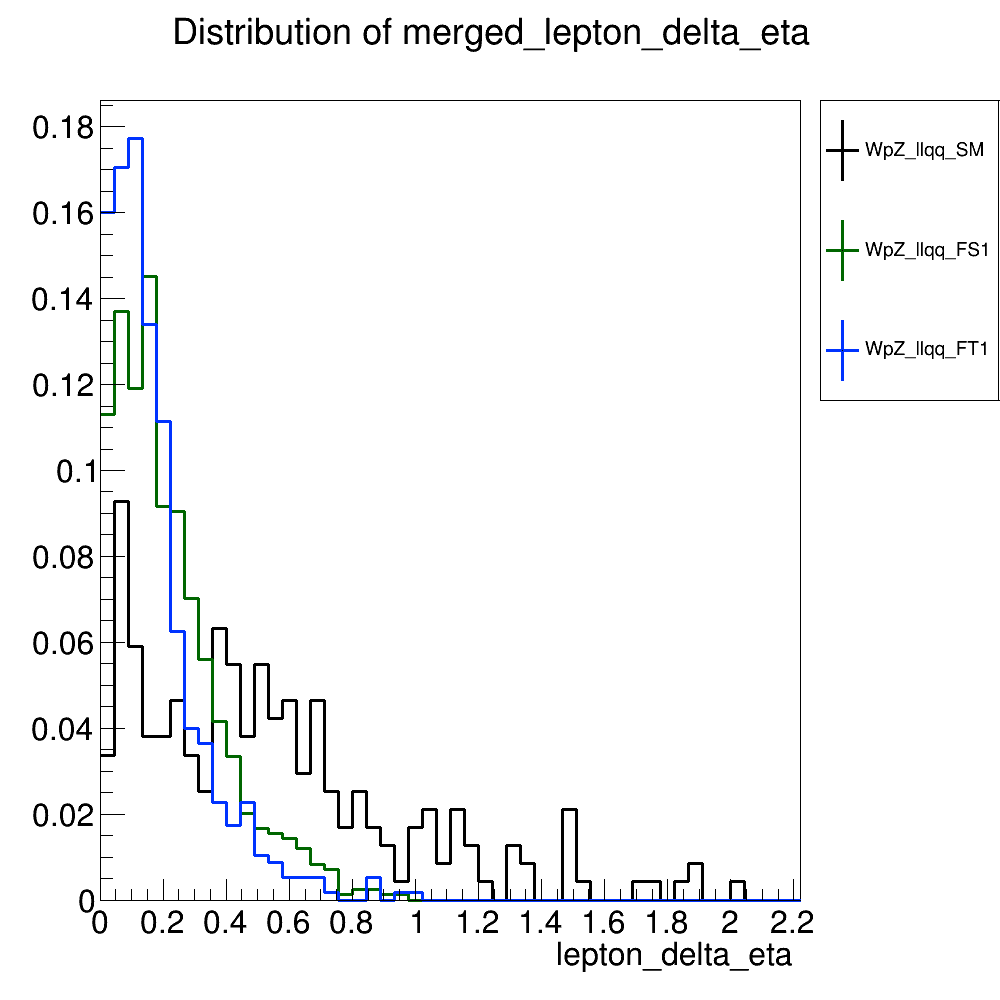 Distribution of merged_lepton_delta_eta
0.18
0.16
0.14
0.12
0.1
0.08
0.06
0.04
0.02
0
0 0.2 0.4 0.6 0.8 1 1.2 1.4 1.6 1.8 2 2.2
lepton_delta_eta
WpZ_llqq_SM
WpZ_llqq_FS1
WpZ_llqq_FT1